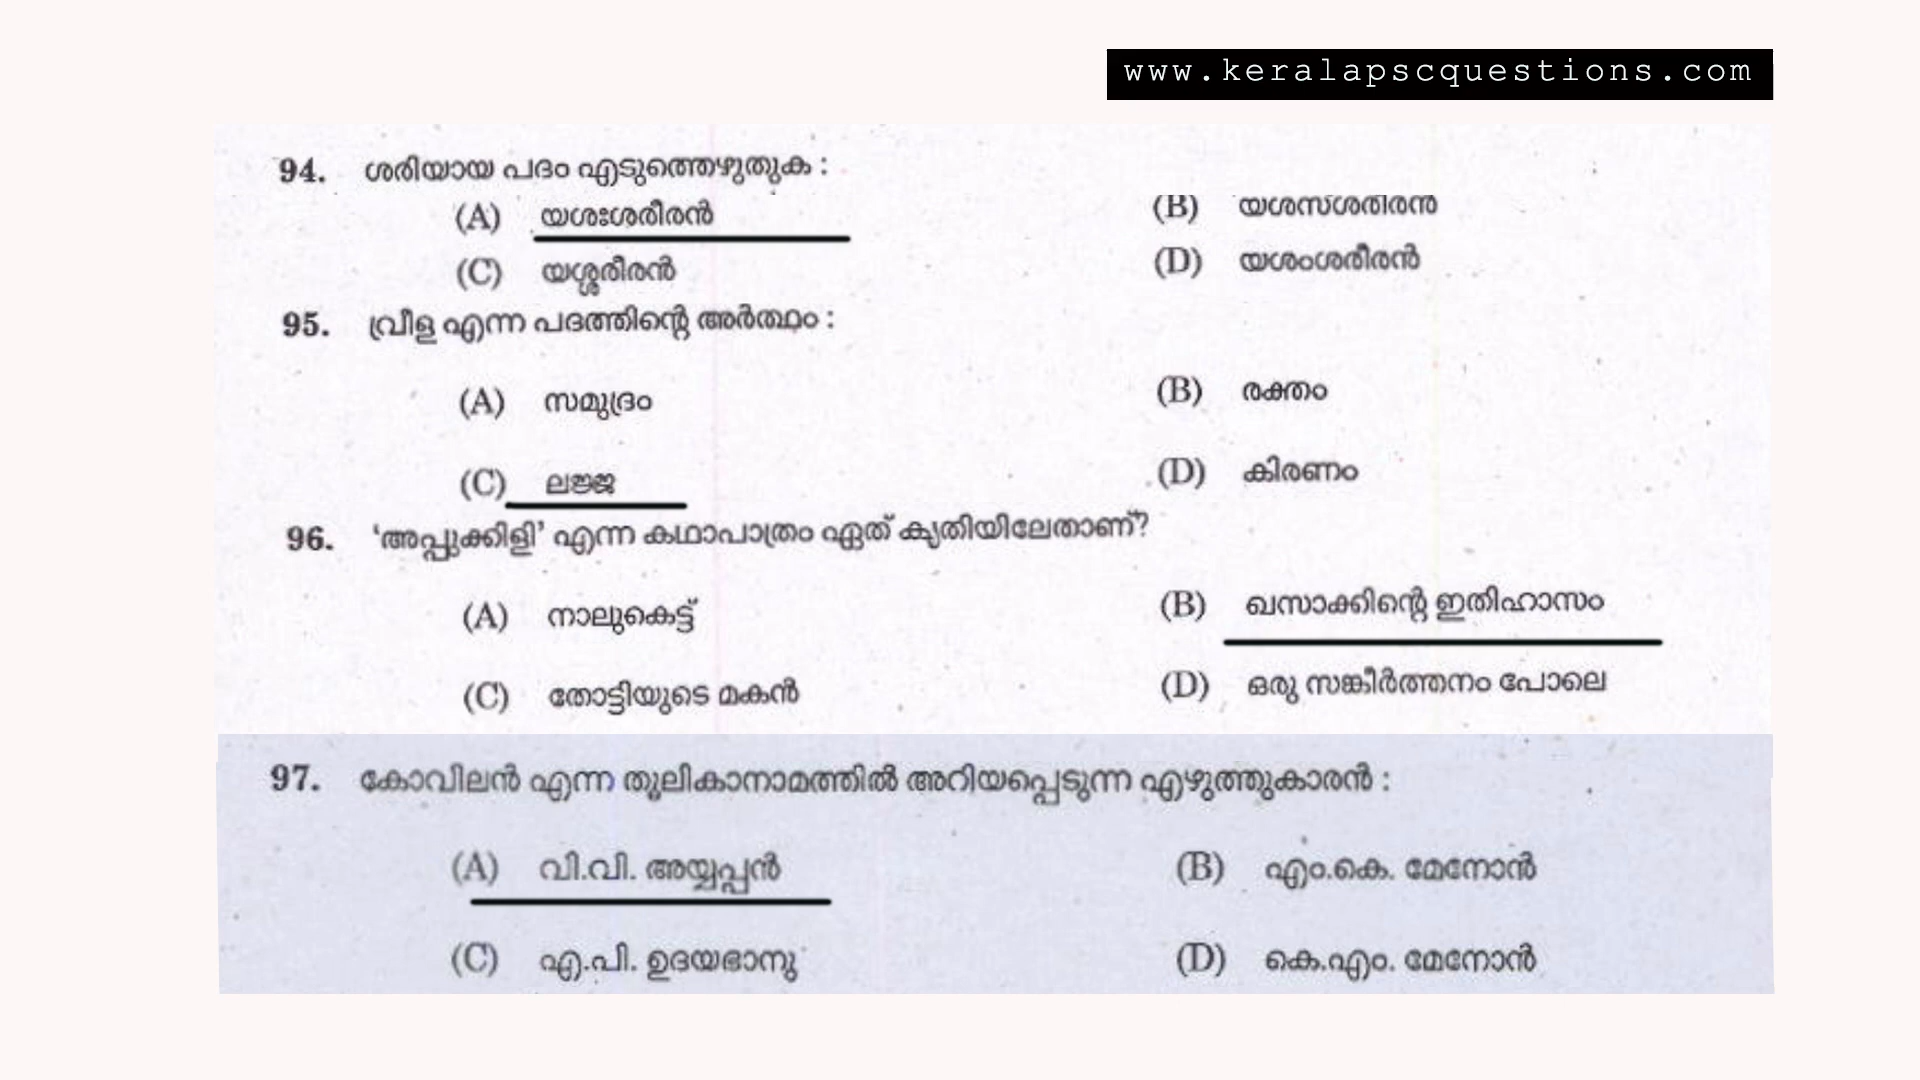 www.keralapscquestions.com
94. ശരിയായ പദം എടുത്തെഴുതുക :
(A) യശഃശരീരൻ (B) യശസ്ശരീരൻ
(C) യശ്ശരീരൻ (D) യശംശരീരൻ
95. വ്രീള എന്ന പദത്തിന്റെ അർത്ഥം :
(A) സമുദ്രം (B) രക്തം
(C) ലജ്ജ (D) കിരണം
96. ‘അപ്പുക്കിളി’ എന്ന കഥാപാത്രം ഏത് കൃതിയിലേതാണ്?
(A) നാലുകെട്ട് (B) ഖസാക്കിന്റെ ഇതിഹാസം
(C) തോട്ടിയുടെ മകൻ (D) ഒരു സങ്കീർത്തനം പോലെ
97. കോവിലൻ എന്ന തൂലികാനാമത്തിൽ അറിയപ്പെടുന്ന എഴുത്തുകാരൻ :
(A) വി.വി. അയ്യപ്പൻ (B) എം.കെ. മേനോൻ
(C) എ.പി. ഉദയഭാനു (D) കെ.എം. മേനോൻ